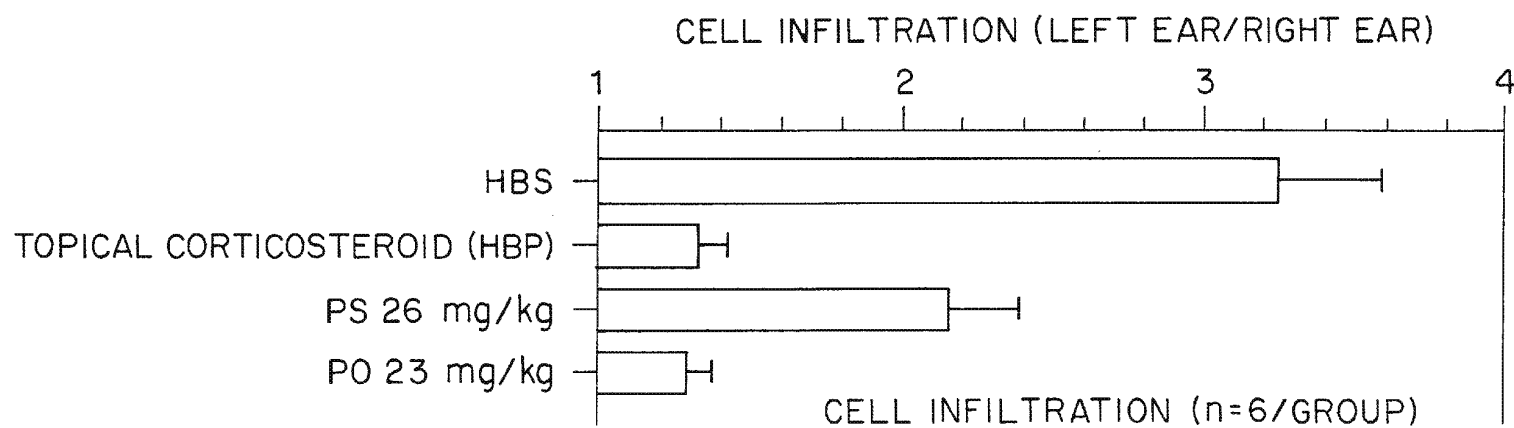 CELL INFILTRATION (LEFT EAR/RIGHT EAR)
1 2 3 4
HBS
TOPICAL CORTICOSTEROID (HBP)
PS 26 mg/kg
PO 23 mg/kg
CELL INFILTRATION (n=6/GROUP)